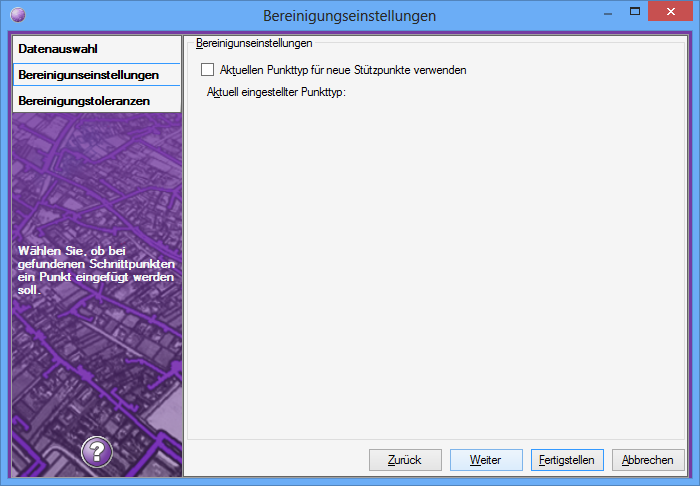 Bereinigungseinstellungen
Datenauswahl
Bereinigunseinstellungen
Bereinigungstoleranzen
Wählen Sie, ob bei
gefundenen Schnittpunkten
ein Punkt eingefügt werden
soll.
?
Bereinigunseinstellungen
Aktuellen Punkttyp für neue Stützpunkte verwenden
Aktuell eingestellter Punkttyp:
Zurück Weiter Fertigstellen Abbrechen